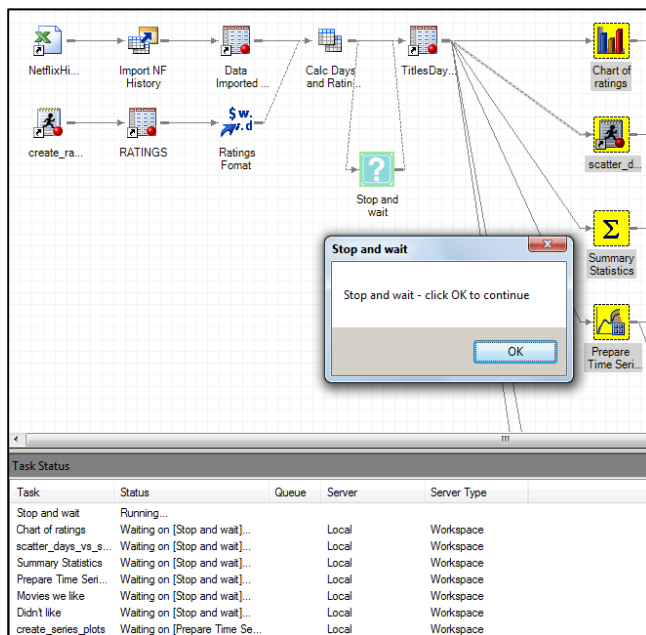 NetflixHi...
Import NF
History
Data
Imported ...
Calc Days
and Ratin...
TitlesDay...
Chart of
ratings
create_ra...
RATINGS
$w.
v.d
Ratings
Fomat
Stop and
wait
scatter_d...
Σ
Summary
Statistics
Prepare
Time Seri...
Stop and wait
Stop and wait - click OK to continue
OK
Task Status
Task Status Queue Server Server Type
Stop and wait Running...
Chart of ratings Waiting on [Stop and wait]... Local Workspace
scatter_days_vs_s... Waiting on [Stop and wait]... Local Workspace
Summary Statistics Waiting on [Stop and wait]... Local Workspace
Prepare Time Seri... Waiting on [Stop and wait]... Local Workspace
Movies we like Waiting on [Stop and wait]... Local Workspace
Didn't like Waiting on [Stop and wait]... Local Workspace
create_series_plots Waiting on [Prepare Time Se... Local Workspace